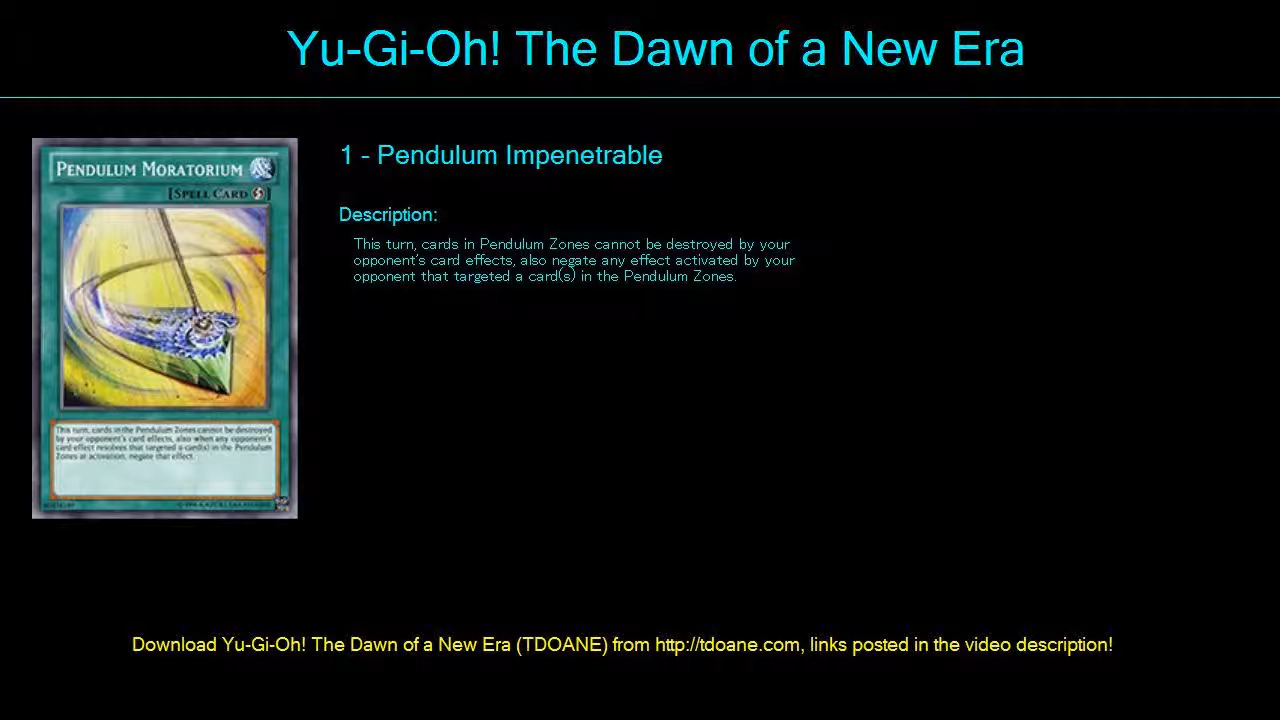 Yu-Gi-Oh! The Dawn of a New Era
PENDULUM MORATORIUM
[SPELL CARD]
This turn, cards in the Pendulum Zones cannot be destroyed
by your opponent's card effects, also when any opponent's
card effect resolves that targeted a card(s) in the Pendulum
Zones at activation, negate that effect.
1 - Pendulum Impenetrable
Description:
This turn, cards in Pendulum Zones cannot be destroyed by your
opponent's card effects, also negate any effect activated by your
opponent that targeted a card(s) in the Pendulum Zones.
Download Yu-Gi-Oh! The Dawn of a New Era (TDOANE) from http://tdoane.com, links posted in the video description!